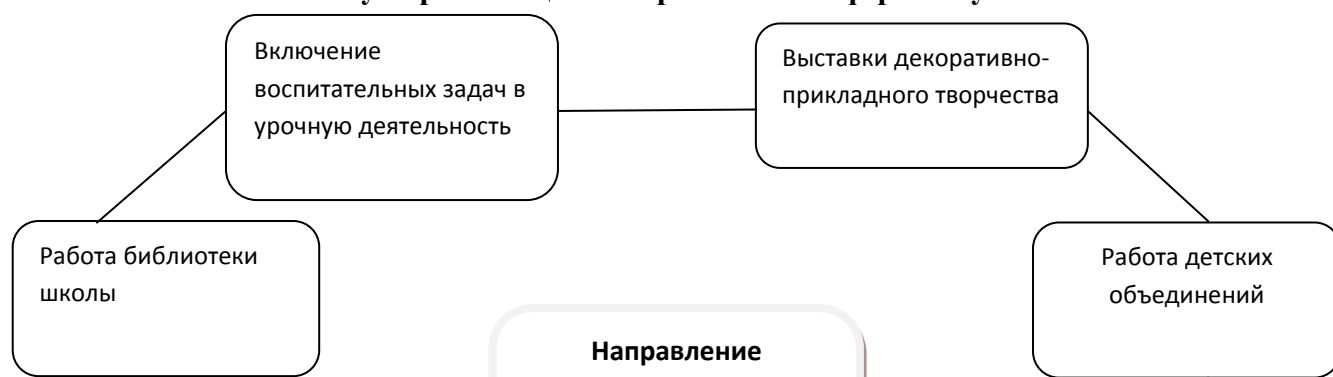 Включение
воспитательных задач в
урочную деятельность
Выставки декоративно-
прикладного творчества
Работа библиотеки
школы
Работа детских
объединений
Направление